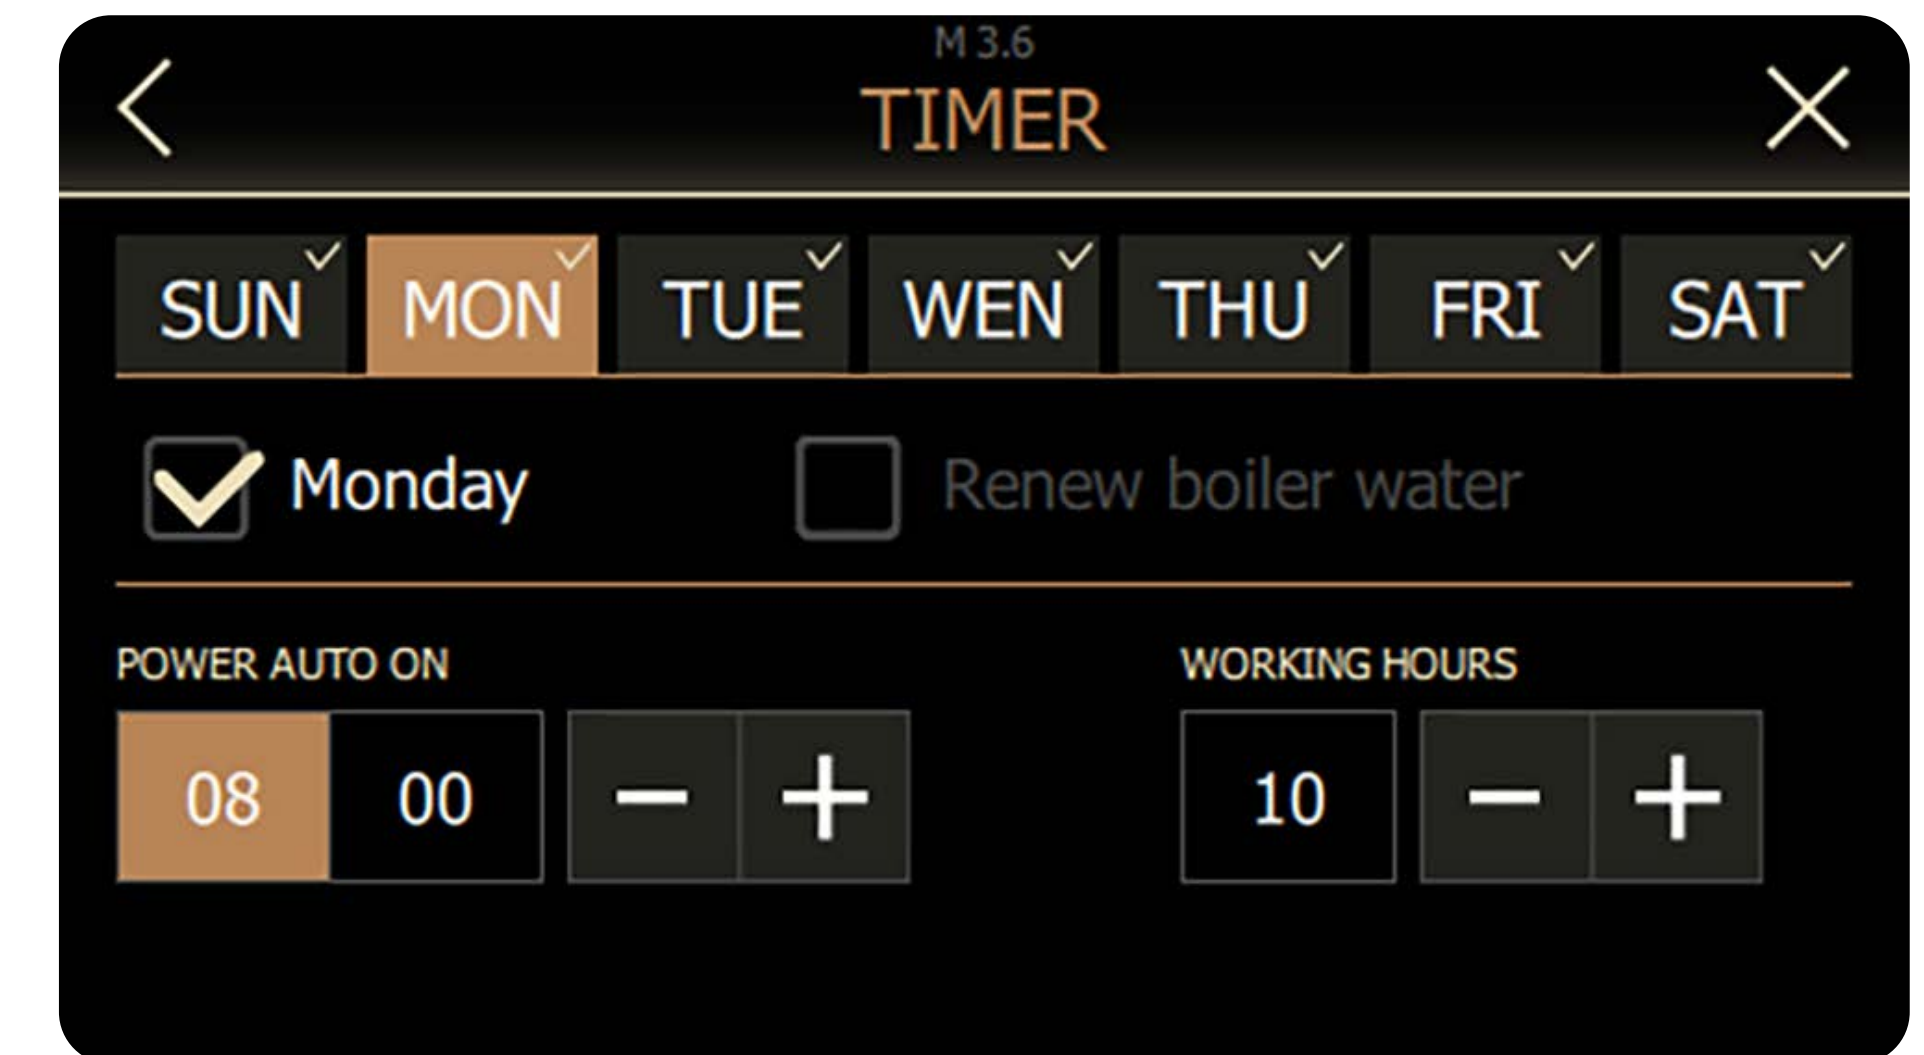 M 3.6
TIMER
SUN MON TUE WEN THU FRI SAT
Monday Renew boiler water
POWER AUTO ON WORKING HOURS
08 00 - + 10 - +